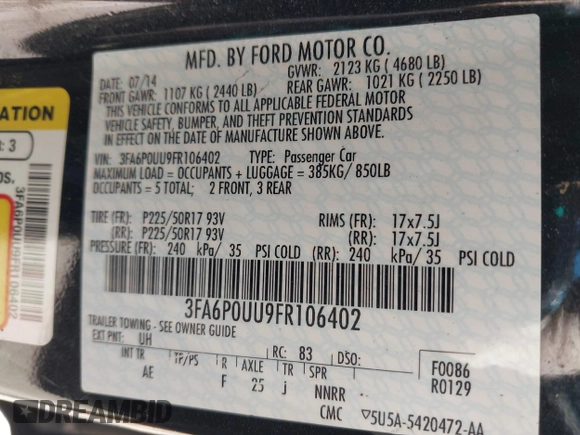 MFD. BY FORD MOTOR CO.
DATE: 07/14 GVWR: 2123 KG ( 4680 LB)
FRONT GAWR: 1107 KG ( 2440 LB) REAR GAWR: 1021 KG ( 2250 LB)
THIS VEHICLE CONFORMS TO ALL APPLICABLE FEDERAL MOTOR
VEHICLE SAFETY, BUMPER, AND THEFT PREVENTION STANDARDS
IN EFFECT ON THE DATE OF MANUFACTURE SHOWN ABOVE.
VIN: 3FA6P0UU9FR106402 TYPE: Passenger Car
MAXIMUM LOAD = OCCUPANTS + LUGGAGE = 385KG/ 850LB
OCCUPANTS = 5 TOTAL; 2 FRONT, 3 REAR
TIRE (FR): P225/50R17 93V RIMS (FR): 17x7.5J
(RR): P225/50R17 93V (RR): 17x7.5J
PRESSURE (FR): 240 kPa/ 35 PSI COLD (RR): 240 kPa/ 35 PSI COLD
3FA6P0UU9FR106402
TRAILER TOWING - SEE OWNER GUIDE
EXT PNT: UH RC: 83 DSO: F0086
INT TR TP/PS R AXLE TR SPR R0129
AE F 25 j NNRR
CMC ▽5U5A-5420472-AA
ATION
: 3
DS.
3FA6P0UU9FR106402
DREAMBID